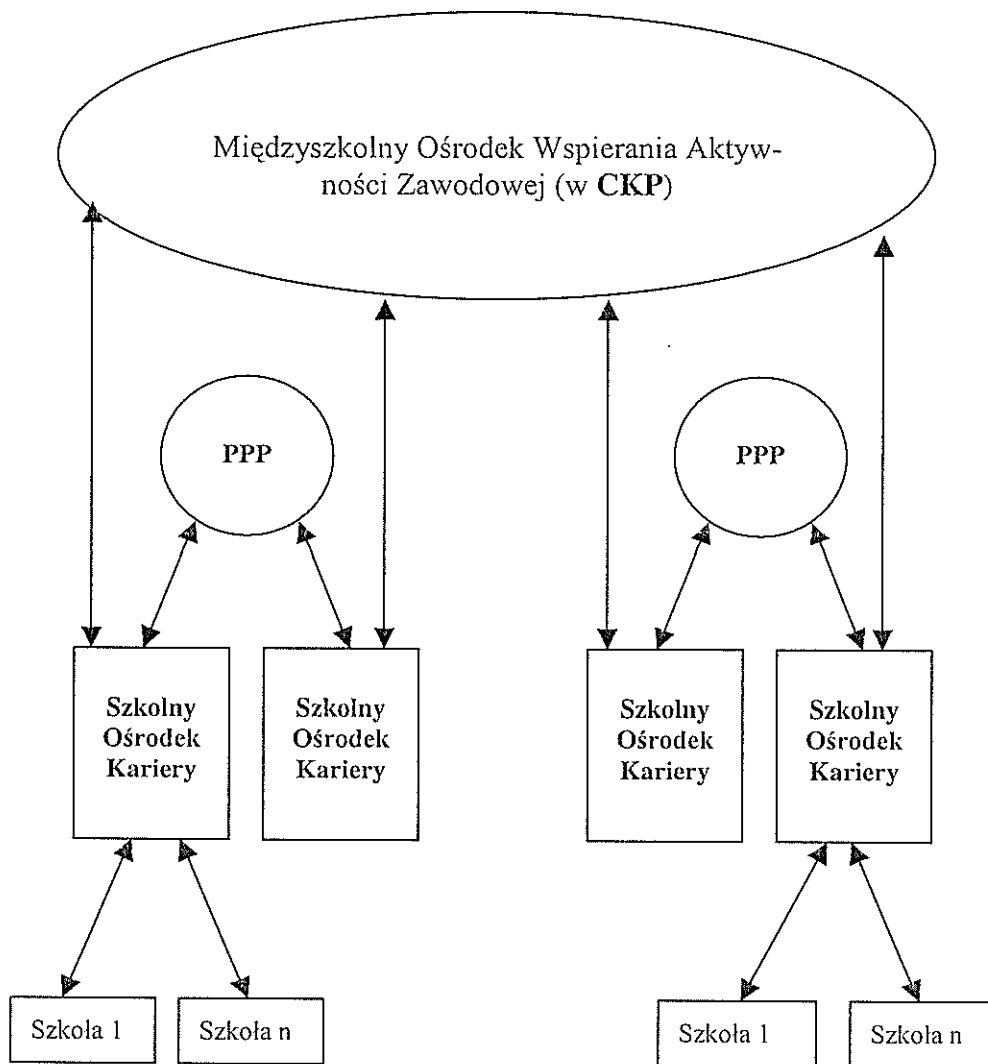 Międzyszkolny Ośrodek Wspierania Aktyw-
ności Zawodowej (w CKP)
PPP
PPP
Szkolny
Ośrodek
Kariery
Szkolny
Ośrodek
Kariery
Szkolny
Ośrodek
Kariery
Szkolny
Ośrodek
Kariery
Szkoła 1
Szkoła n
Szkoła 1
Szkoła n